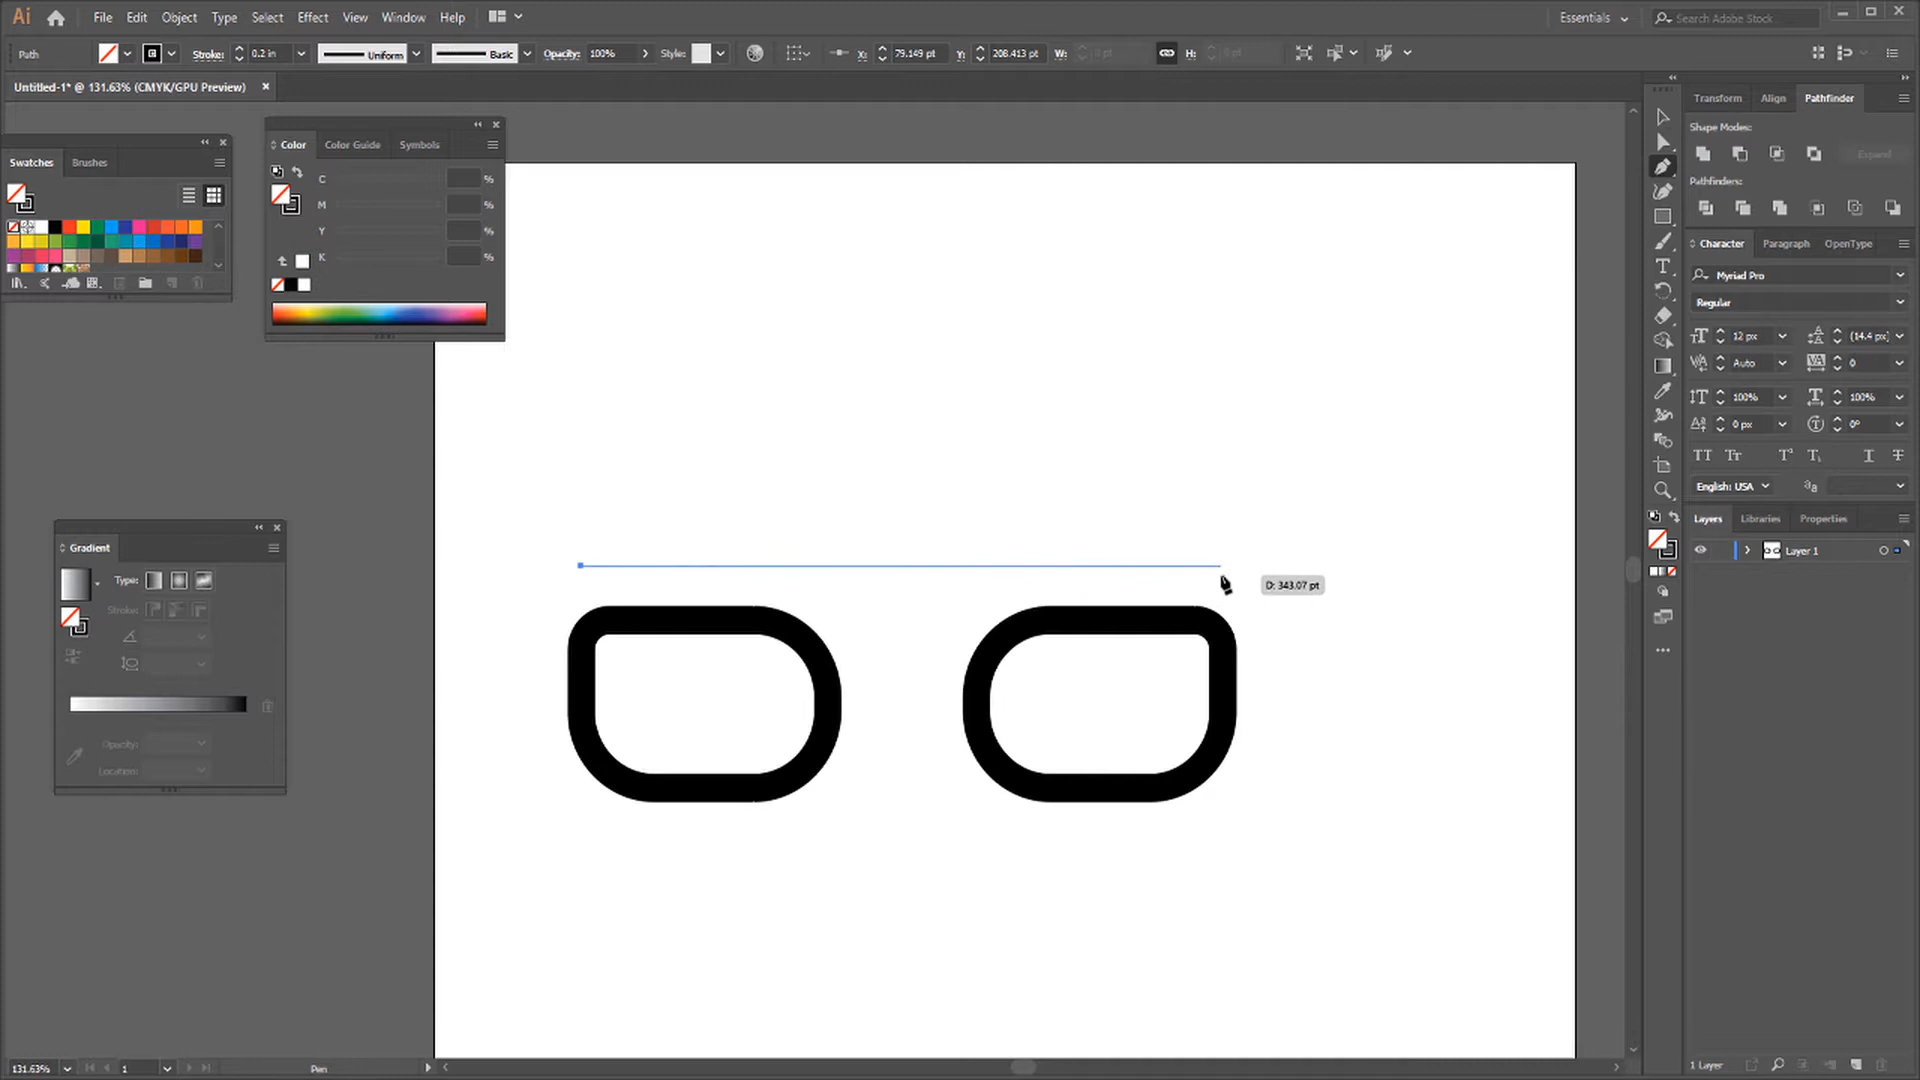 Ai File Edit Object Type Select Effect View Window Help Essentials Search Adobe Stock
Path Stroke: 0.2 in Uniform Basic Opacity: 100% Style: X: 79.149 pt Y: 208.413 pt W: 0 pt H: 0 pt
Untitled-1* @ 131.63% (CMYK/GPU Preview)
Swatches Brushes
Color Color Guide Symbols
C %
M %
Y %
K %
Gradient
Type:
Stroke:
Opacity:
Location:
D: 343.07 pt
Transform Align Pathfinder
Shape Modes:
Expand
Pathfinders:
Character Paragraph OpenType
Myriad Pro
Regular
12 px (14.4 px)
Auto 0
100% 100%
0 px 0°
English: USA
Layers Libraries Properties
Layer 1
1 Layer
131.63% 1 Pen